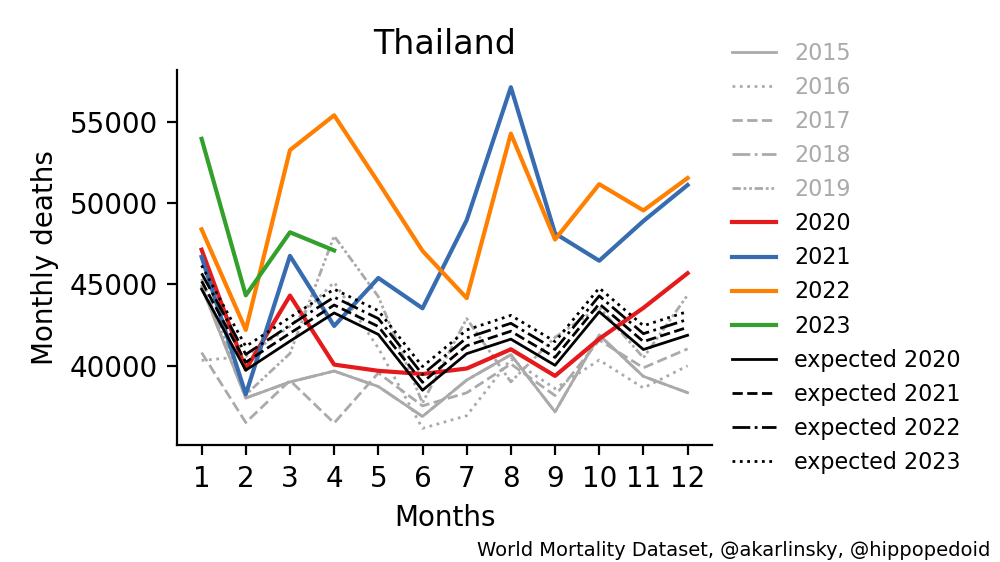 Thailand
Monthly deaths
55000
50000
45000
40000
1 2 3 4 5 6 7 8 9 10 11 12
Months
2015
2016
2017
2018
2019
2020
2021
2022
2023
expected 2020
expected 2021
expected 2022
expected 2023
World Mortality Dataset, @akarlinsky, @hippopedoid